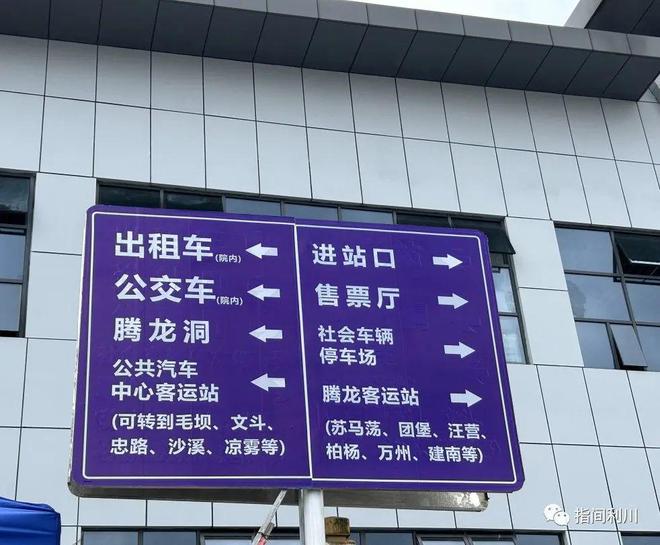 出租车(院内)
公交车(院内)
腾龙洞
公共汽车
中心客运站
(可转到毛坝、文斗、
忠路、沙溪、凉雾等)
进站口
售票厅
社会车辆
停车场
腾龙客运站
(苏马荡、团堡、汪营、
柏杨、万州、建南等)
指间利川